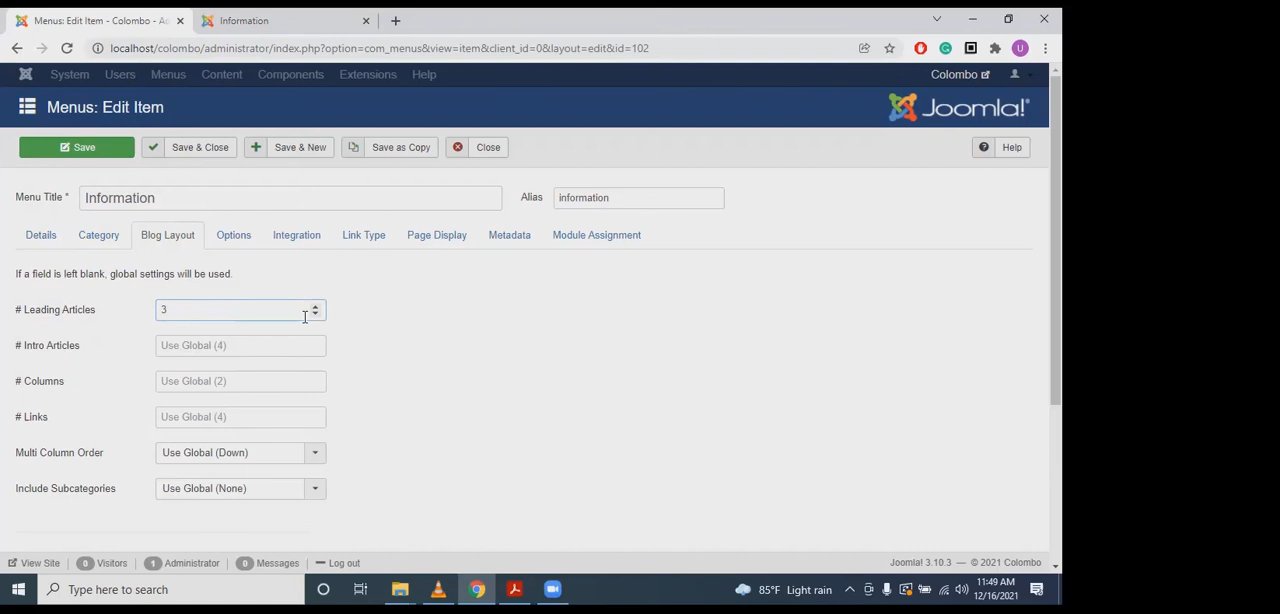 Menus: Edit Item - Colombo - Ad
Information
localhost/colombo/administrator/index.php?option=com_menus&view=item&client_id=0&layout=edit&id=102
U
System Users Menus Content Components Extensions Help
Colombo
Menus: Edit Item
Joomla!
Save
Save & Close
Save & New
Save as Copy
Close
Help
Menu Title * Information
Alias information
Details Category Blog Layout Options Integration Link Type Page Display Metadata Module Assignment
If a field is left blank, global settings will be used.
# Leading Articles 3
# Intro Articles Use Global (4)
# Columns Use Global (2)
# Links Use Global (4)
Multi Column Order Use Global (Down)
Include Subcategories Use Global (None)
View Site 0 Visitors 1 Administrator 0 Messages Log out
Joomla! 3.10.3 — © 2021 Colombo
Type here to search
85°F Light rain
11:49 AM
12/16/2021